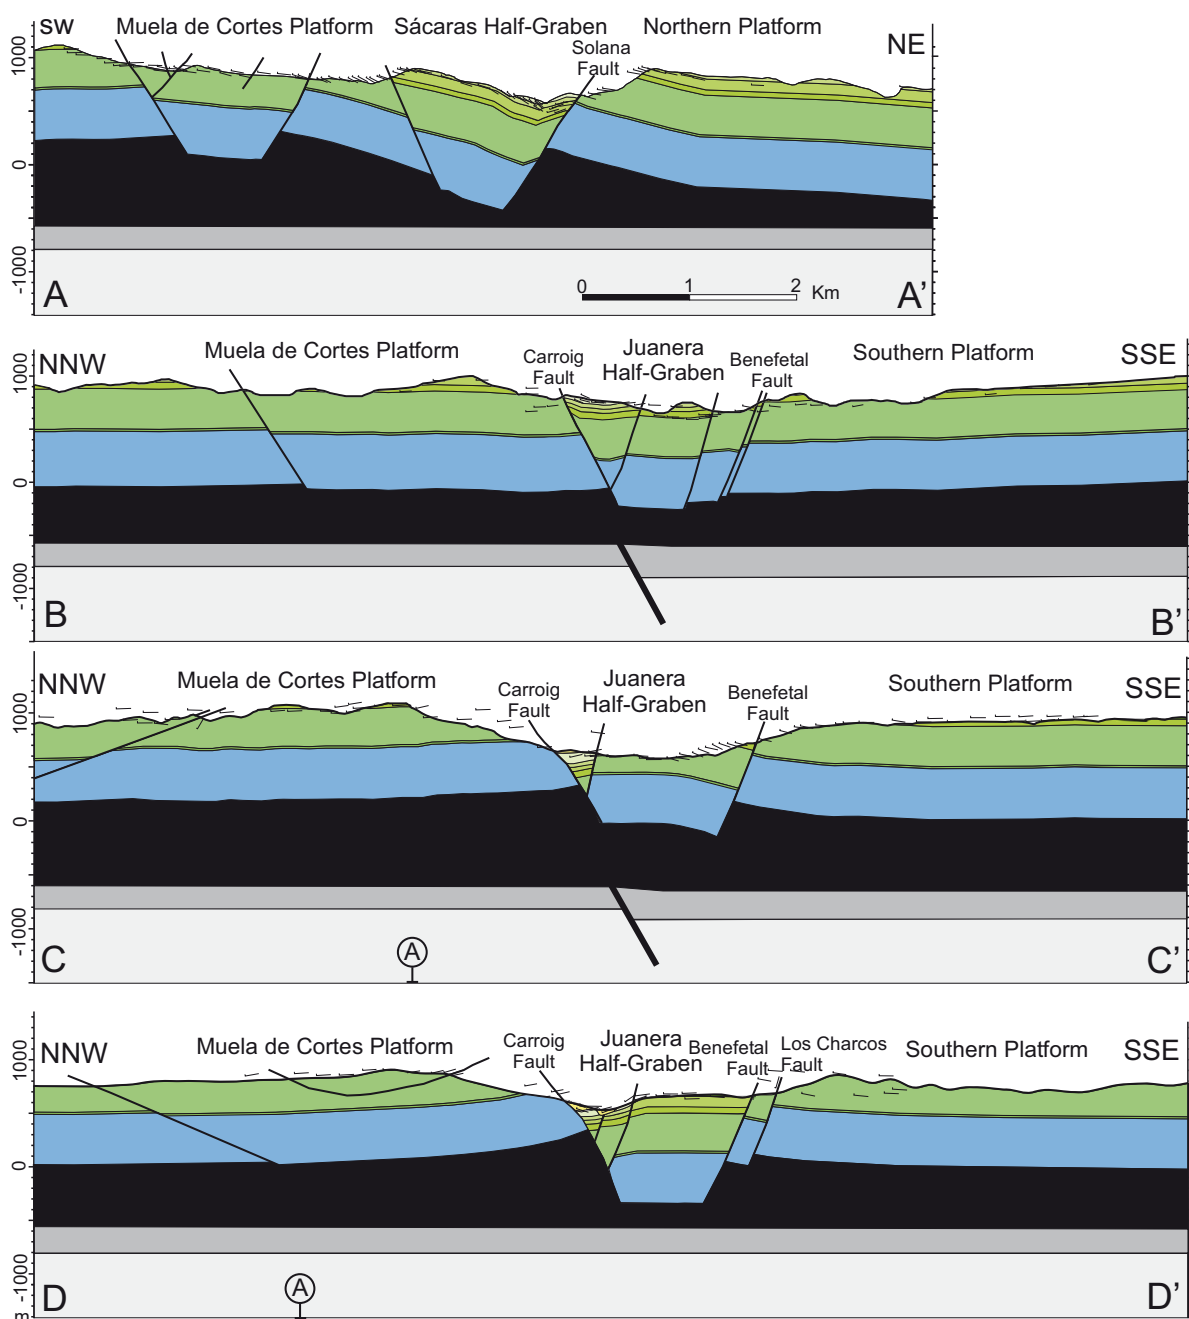 SW
Muela de Cortes Platform
Sácaras Half-Graben
Northern Platform
NE
Solana
Fault
1000
0
-1000
A
0
1
2
Km
A'
NNW
Muela de Cortes Platform
Carroig
Fault
Juanera
Half-Graben
Benefetal
Fault
Southern Platform
SSE
1000
0
-1000
B
B'
NNW
Muela de Cortes Platform
Carroig
Fault
Juanera
Half-Graben
Benefetal
Fault
Southern Platform
SSE
1000
0
-1000
C
A
C'
NNW
Muela de Cortes Platform
Carroig
Fault
Juanera
Half-Graben
Benefetal
Fault
Los Charcos
Fault
Southern Platform
SSE
1000
0
-1000
m
D
A
D'